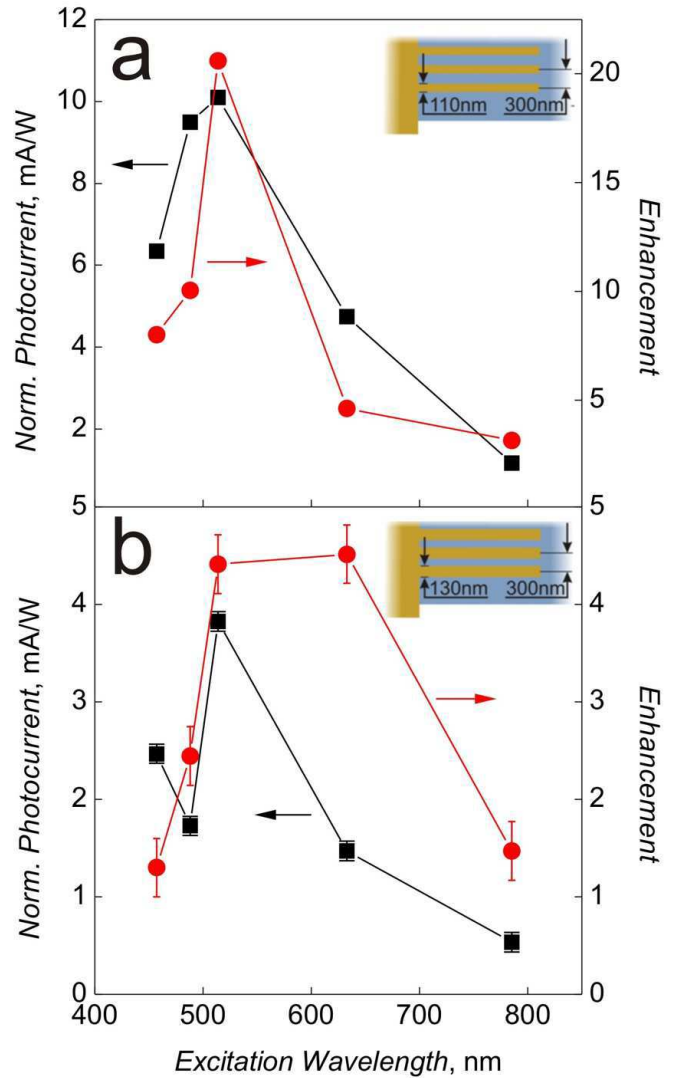 a
12
10
8
6
4
2
20
15
10
5
Norm. Photocurrent, mA/W
Enhancement
110nm 300nm
b
5
4
3
2
1
0
5
4
3
2
1
0
Norm. Photocurrent, mA/W
Enhancement
130nm 300nm
400 500 600 700 800
Excitation Wavelength, nm